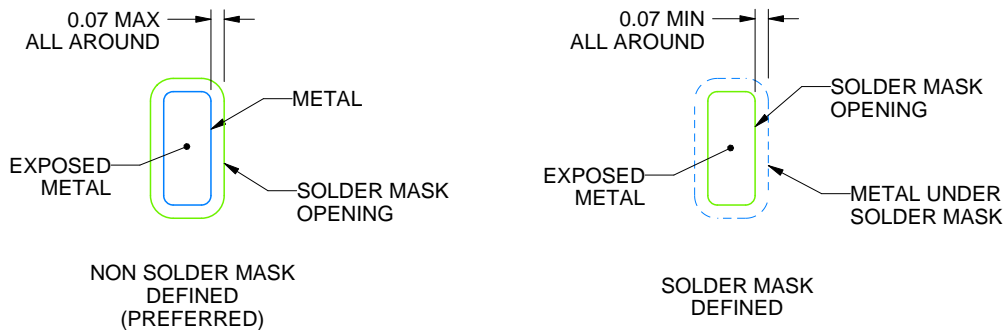 0.07 MAX
ALL AROUND
METAL
EXPOSED
METAL
SOLDER MASK
OPENING
NON SOLDER MASK
DEFINED
(PREFERRED)
0.07 MIN
ALL AROUND
SOLDER MASK
OPENING
EXPOSED
METAL
METAL UNDER
SOLDER MASK
SOLDER MASK
DEFINED